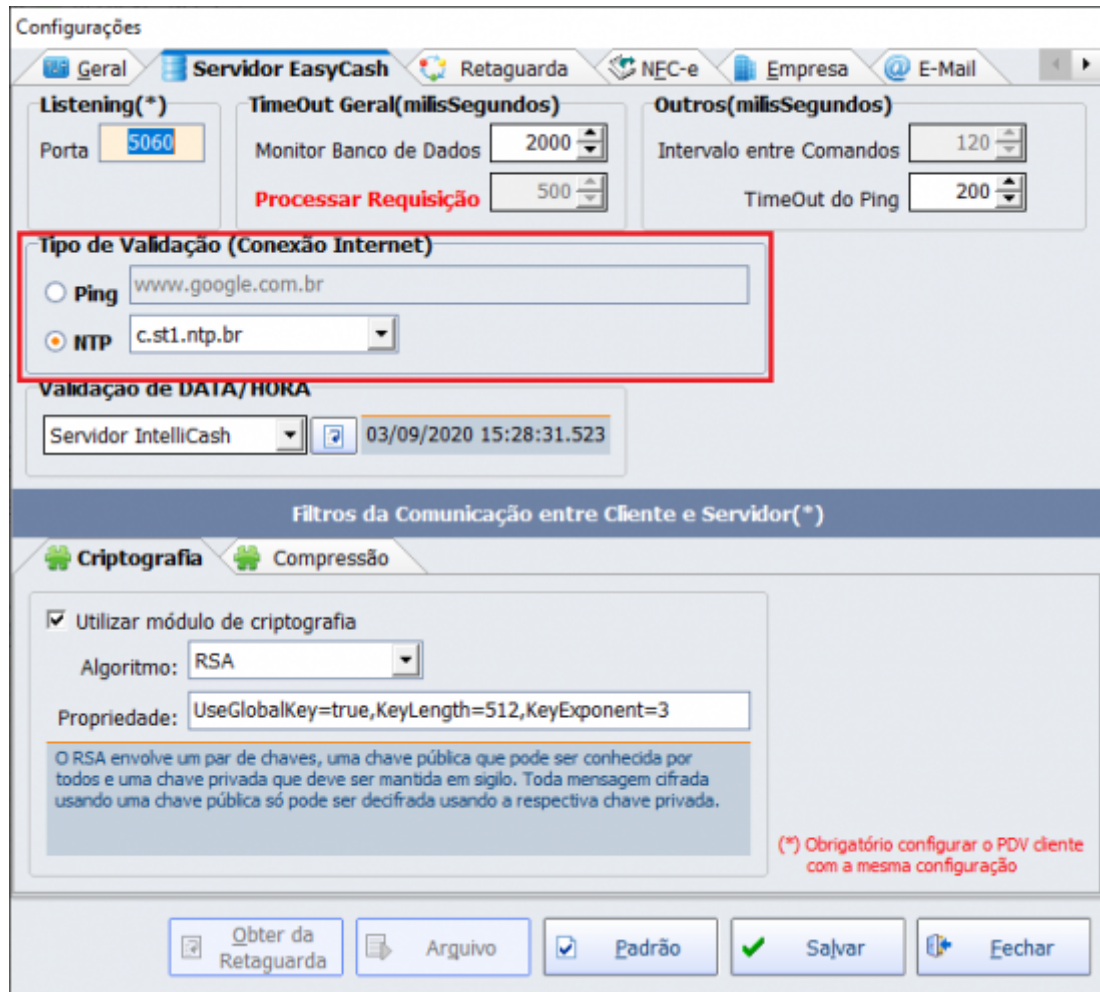 Configurações
Geral Servidor EasyCash Retaguarda NFC-e Empresa E-Mail
Listening(*) TimeOut Geral(milisSegundos) Outros(milisSegundos)
Porta 5060 Monitor Banco de Dados 2000 Intervalo entre Comandos 120
Processar Requisição 500 TimeOut do Ping 200
Tipo de Validação (Conexão Internet)
Ping www.google.com.br
NTP c.st1.ntp.br
Validação de DATA/HORA
Servidor IntelliCash 03/09/2020 15:28:31.523
Filtros da Comunicação entre Cliente e Servidor(*)
Criptografia Compressão
Utilizar módulo de criptografia
Algoritmo: RSA
Propriedade: UseGlobalKey=true,KeyLength=512,KeyExponent=3
O RSA envolve um par de chaves, uma chave pública que pode ser conhecida por
todos e uma chave privada que deve ser mantida em sigilo. Toda mensagem cifrada
usando uma chave pública só pode ser decifrada usando a respectiva chave privada.
(*) Obrigatório configurar o PDV cliente
com a mesma configuração
Obter da
Retaguarda
Arquivo Padrão Salvar Fechar